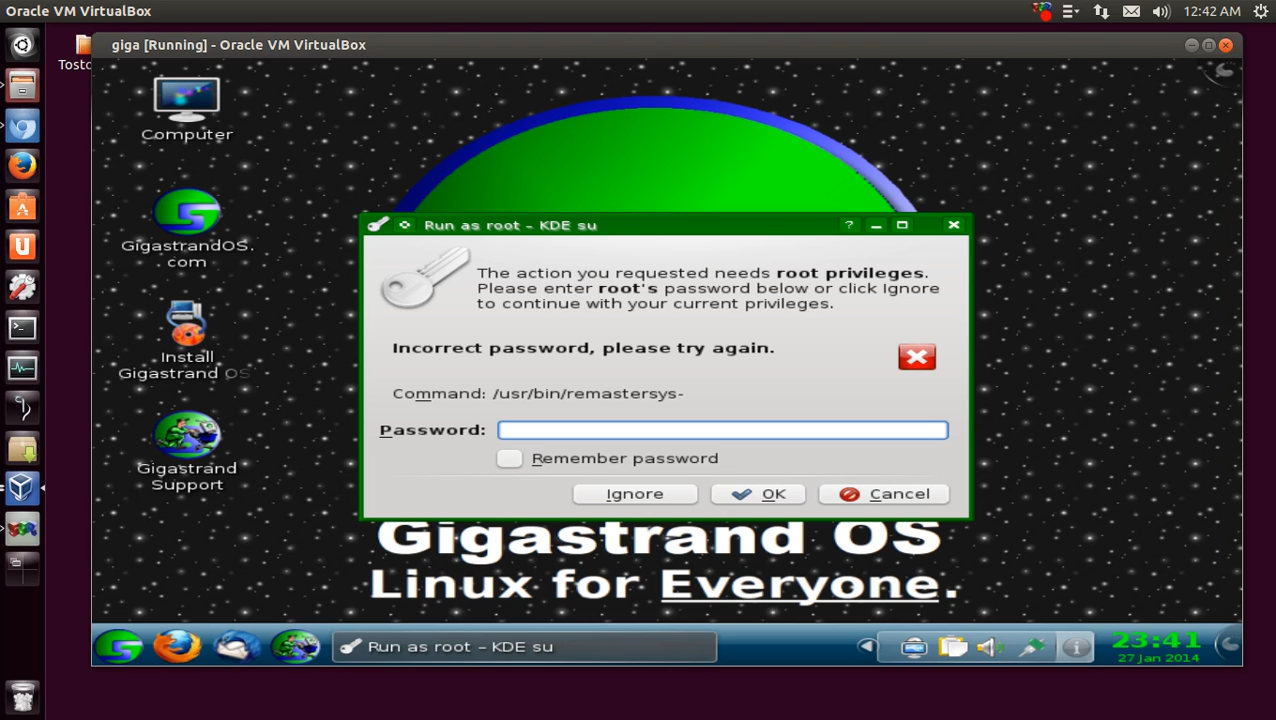 Oracle VM VirtualBox
12:42 AM
giga [Running] - Oracle VM VirtualBox
Computer
GigastrandOS.
com
Install
Gigastrand OS
Gigastrand
Support
Run as root – KDE su
?
The action you requested needs root privileges.
Please enter root's password below or click Ignore
to continue with your current privileges.
Incorrect password, please try again.
Command: /usr/bin/remastersys-
Password:
Remember password
Ignore
OK
Cancel
Gigastrand OS
Linux for Everyone.
Run as root – KDE su
23:41
27 Jan 2014